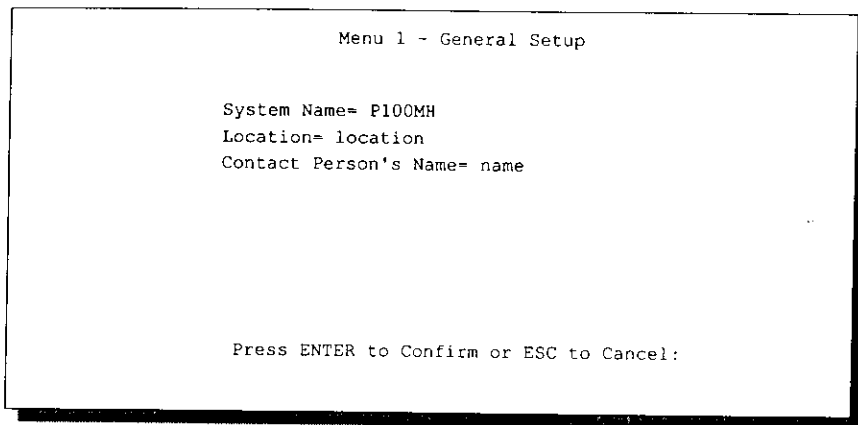 Menu 1 - General Setup
System Name= P100MH
Location= location
Contact Person's Name= name
Press ENTER to Confirm or ESC to Cancel: